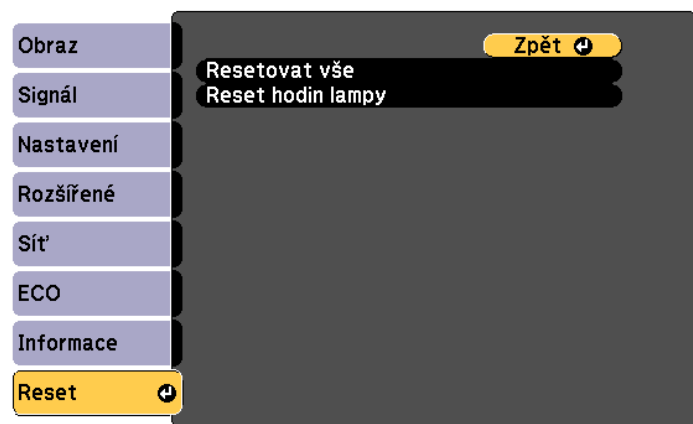 Obraz
Signál
Nastavení
Rozšířené
Síť
ECO
Informace
Reset
Zpět
Resetovat vše
Reset hodin lampy